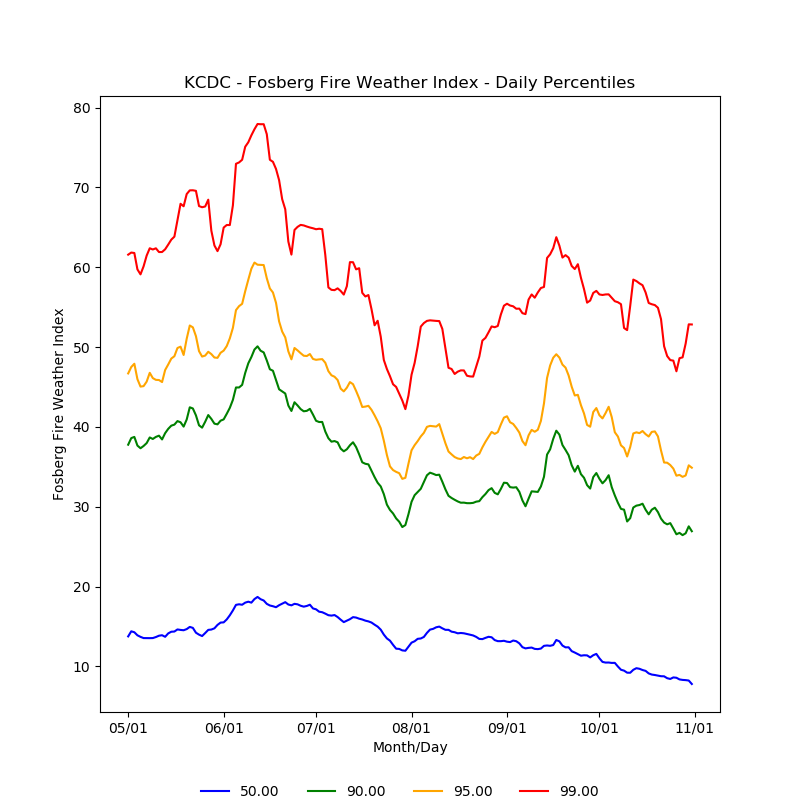 KCDC - Fosberg Fire Weather Index - Daily Percentiles
80
70
60
50
40
30
20
10
Fosberg Fire Weather Index
05/01 06/01 07/01 08/01 09/01 10/01 11/01
Month/Day
50.00 90.00 95.00 99.00